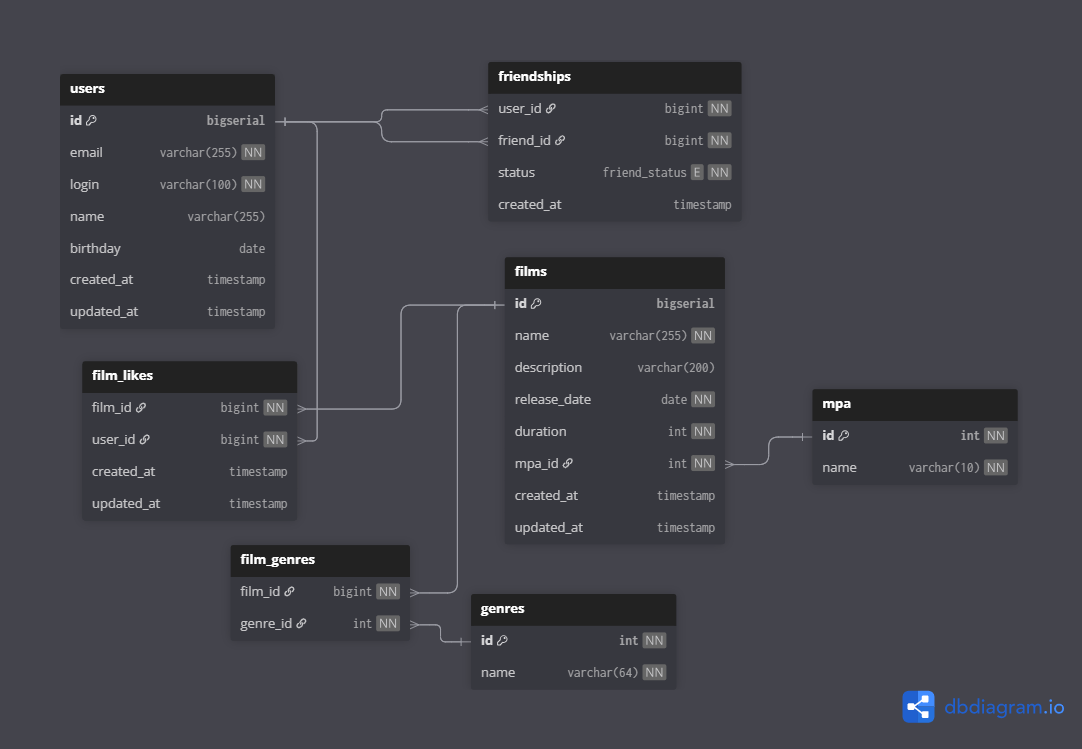 users
id bigserial
email varchar(255) NN
login varchar(100) NN
name varchar(255)
birthday date
created_at timestamp
updated_at timestamp
friendships
user_id bigint NN
friend_id bigint NN
status friend_status E NN
created_at timestamp
films
id bigserial
name varchar(255) NN
description varchar(200)
release_date date NN
duration int NN
mpa_id int NN
created_at timestamp
updated_at timestamp
film_likes
film_id bigint NN
user_id bigint NN
created_at timestamp
updated_at timestamp
mpa
id int NN
name varchar(10) NN
film_genres
film_id bigint NN
genre_id int NN
genres
id int NN
name varchar(64) NN
dbdiagram.io